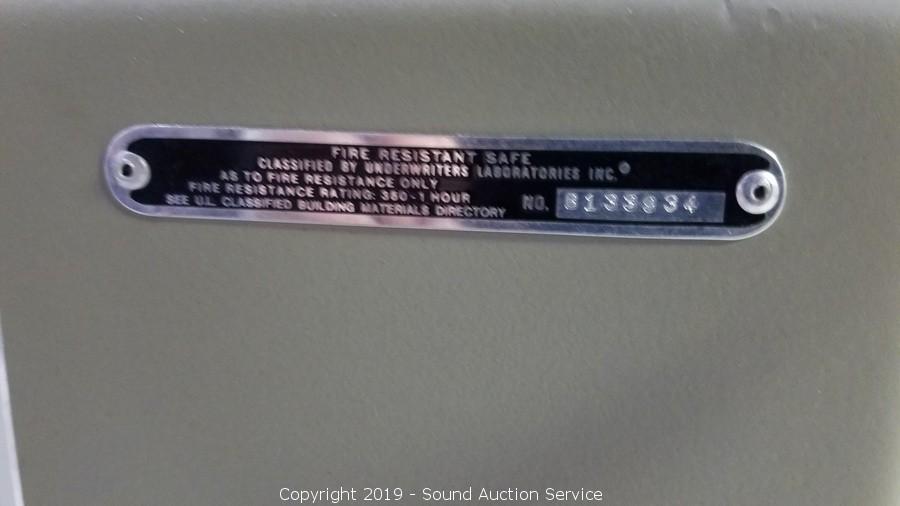 FIRE RESISTANT SAFE
CLASSIFIED BY UNDERWRITERS LABORATORIES INC.®
AS TO FIRE RESISTANCE ONLY
FIRE RESISTANCE RATING: 350-1 HOUR
SEE U.L. CLASSIFIED BUILDING MATERIALS DIRECTORY
NO.
Copyright 2019 - Sound Auction Service